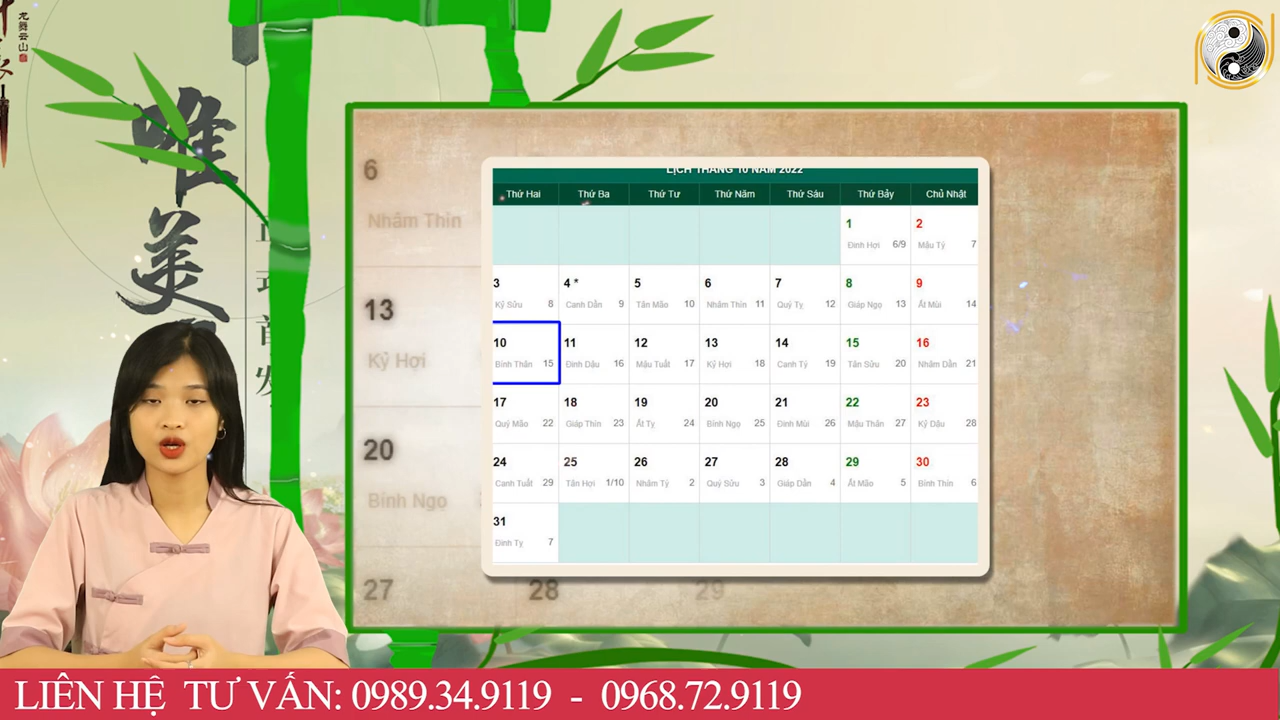 龙舞云山
唯美
6
Nhâm Thìn
13
Kỷ Hợi
20
Bính Ngọ
27
28
29
LỊCH THÁNG 10 NĂM 2022
Thứ Hai Thứ Ba Thứ Tư Thứ Năm Thứ Sáu Thứ Bảy Chủ Nhật
1 2
Đinh Hợi 6/9 Mậu Tý 7
3 4 * 5 6 7 8 9
Kỷ Sửu 8 Canh Dần 9 Tân Mão 10 Nhâm Thìn 11 Quý Tỵ 12 Giáp Ngọ 13 Ất Mùi 14
10 11 12 13 14 15 16
Bính Thân 15 Đinh Dậu 16 Mậu Tuất 17 Kỷ Hợi 18 Canh Tý 19 Tân Sửu 20 Nhâm Dần 21
17 18 19 20 21 22 23
Quý Mão 22 Giáp Thìn 23 Ất Tỵ 24 Bính Ngọ 25 Đinh Mùi 26 Mậu Thân 27 Kỷ Dậu 28
24 25 26 27 28 29 30
Canh Tuất 29 Tân Hợi 1/10 Nhâm Tý 2 Quý Sửu 3 Giáp Dần 4 Ất Mão 5 Bính Thìn 6
31
Đinh Tỵ 7
LIÊN HỆ TƯ VẤN: 0989.34.9119 - 0968.72.9119